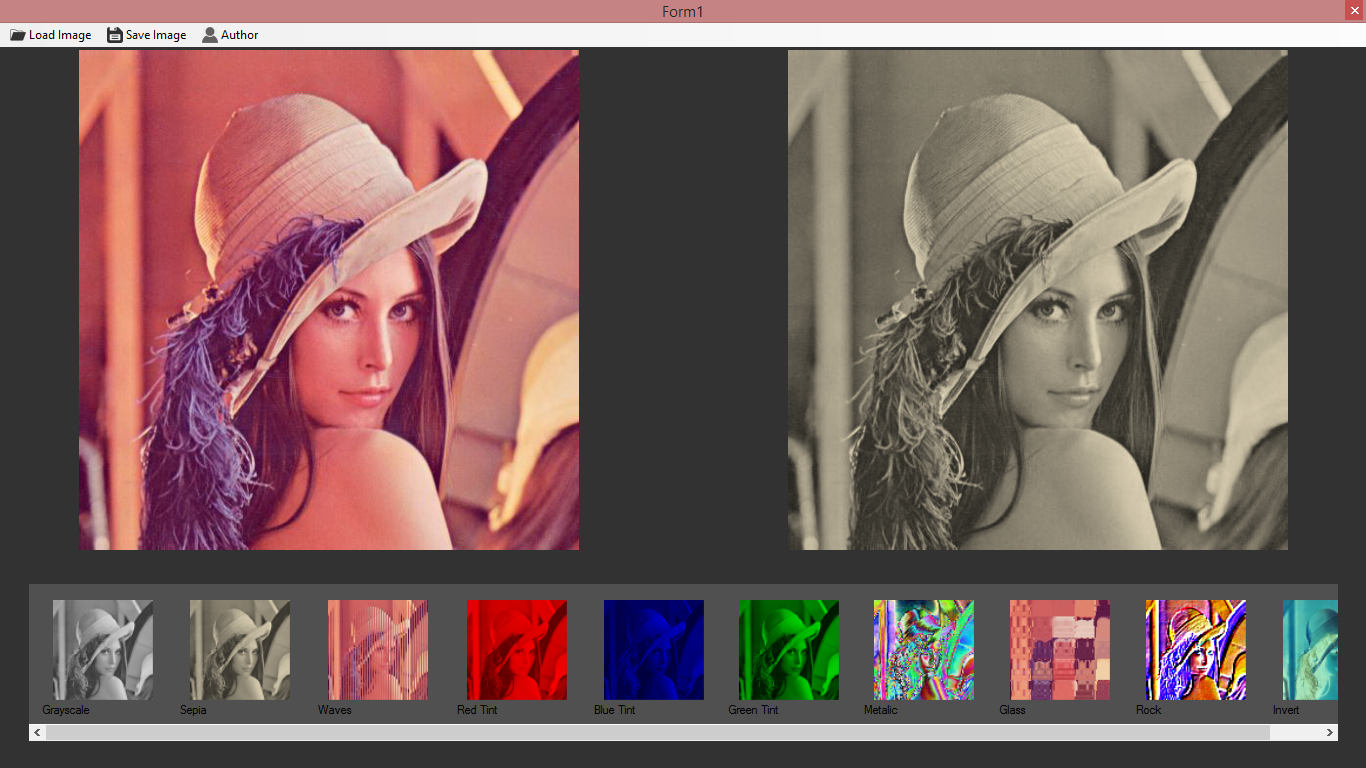 Form1
Load Image Save Image Author
Grayscale Sepia Waves Red Tint Blue Tint Green Tint Metalic Glass Rock Invert